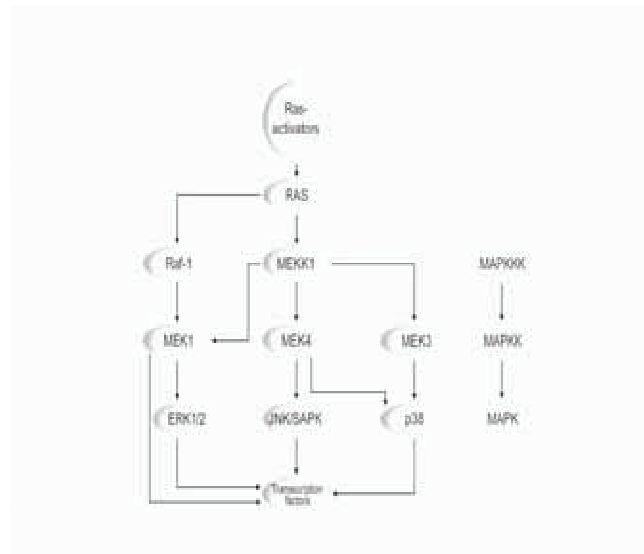 Ras-
activators
RAS
Raf-1
MEKK1
MAPKKK
MEK1
MEK4
MEK3
MAPKK
ERK1/2
JNK/SAPK
p38
MAPK
Transcription
factors